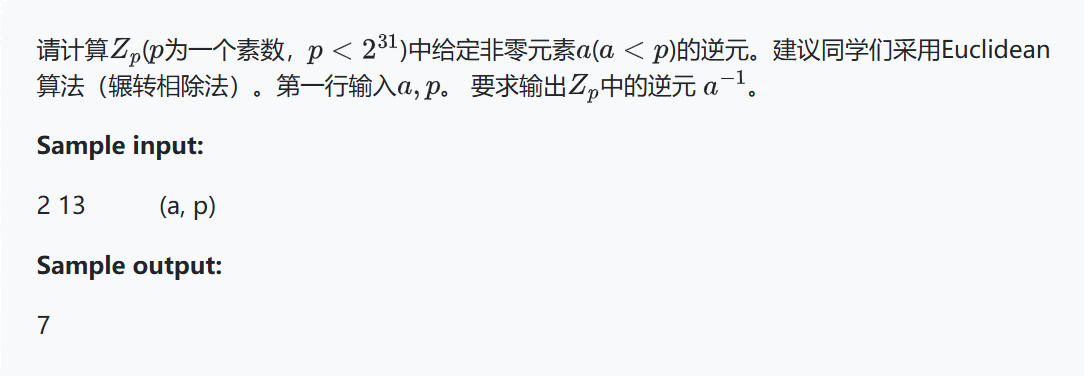 请计算$Z_p$(p为一个素数，$p < 2^{31}$)中给定非零元素a(a < p)的逆元。建议同学们采用Euclidean
算法（辗转相除法）。第一行输入a, p。 要求输出$Z_p$中的逆元 $a^{-1}$。
Sample input:
2 13 (a, p)
Sample output:
7